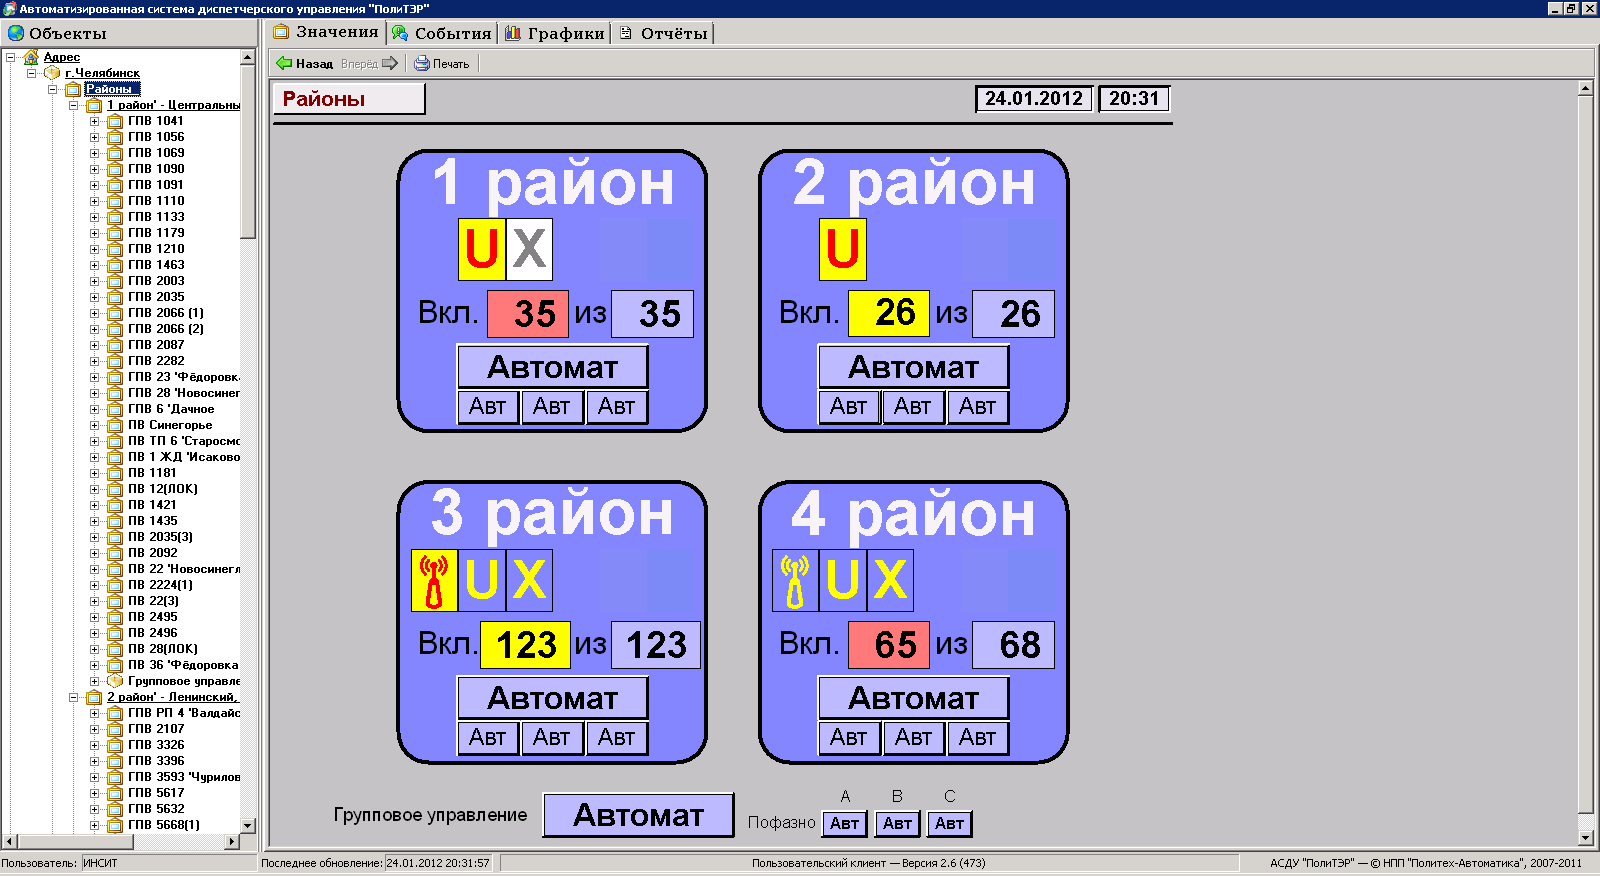 Автоматизированная система диспетчерского управления "ПолиТЭР"
Объекты
Адрес
г.Челябинск
Районы
1 район' - Центральны
ГПВ 1041
ГПВ 1056
ГПВ 1069
ГПВ 1090
ГПВ 1091
ГПВ 1110
ГПВ 1133
ГПВ 1179
ГПВ 1210
ГПВ 1463
ГПВ 2003
ГПВ 2035
ГПВ 2066 (1)
ГПВ 2066 (2)
ГПВ 2087
ГПВ 2282
ГПВ 23 'Фёдоровк
ГПВ 28 'Новосинег
ГПВ 6 'Дачное
ПВ Синегорье
ПВ ТП 6 'Старосмо
ПВ 1 ЖД 'Исаково
ПВ 1181
ПВ 12(ЛОК)
ПВ 1421
ПВ 1435
ПВ 2035(3)
ПВ 2092
ПВ 22 'Новосинегл
ПВ 2224(1)
ПВ 22(3)
ПВ 2495
ПВ 2496
ПВ 28(ЛОК)
ПВ 36 'Фёдоровка
Групповое управле
2 район' - Ленинский,
ГПВ РП 4 'Валдайс
ГПВ 2107
ГПВ 3326
ГПВ 3396
ГПВ 3593 'Чурилов
ГПВ 5617
ГПВ 5632
ГПВ 5668(1)
Значения События Графики Отчёты
Назад Вперёд Печать
Районы 24.01.2012 20:31
1 район
U X
Вкл. 35 из 35
Автомат
Авт Авт Авт
2 район
U
Вкл. 26 из 26
Автомат
Авт Авт Авт
3 район
U X
Вкл. 123 из 123
Автомат
Авт Авт Авт
4 район
U X
Вкл. 65 из 68
Автомат
Авт Авт Авт
A B C
Групповое управление Автомат Пофазно Авт Авт Авт
Пользователь: ИНСИТ Последнее обновление: 24.01.2012 20:31:57 Пользовательский клиент — Версия 2.6 (473) АСДУ "ПолиТЭР" — © НПП "Политех-Автоматика", 2007-2011